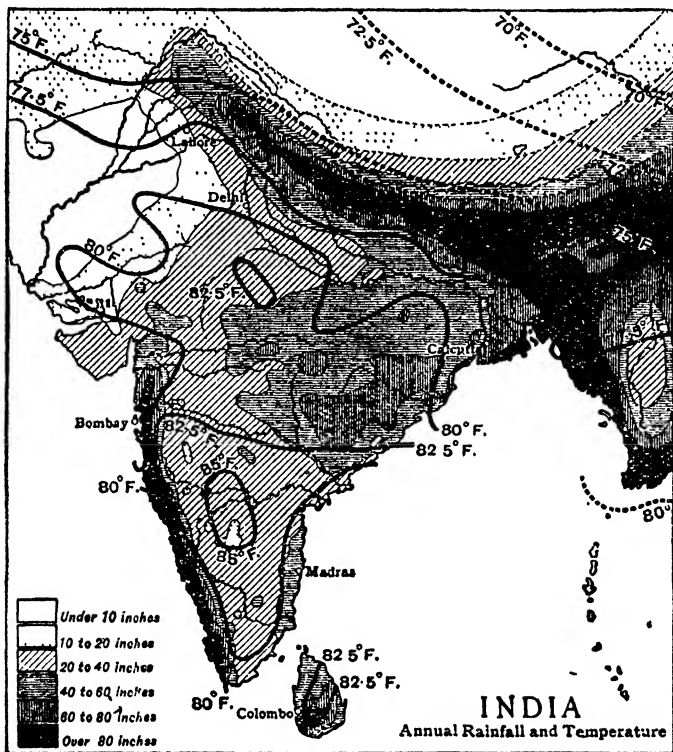 75°F.
72.5°F.
70°F.
70°F.
77.5°F.
Lahore
Delhi
75°F.
80°F.
82.5°F.
Calcutta
Bombay
82.5°F.
80°F.
82 5°F.
85°F.
80°F.
80°
85°F.
Madras
Under 10 inches
10 to 20 inches
20 to 40 inches
40 to 60 inches
60 to 80 inches
Over 80 inches
82 5°F.
82·5°F.
80°F.
Colombo
INDIA
Annual Rainfall and Temperature